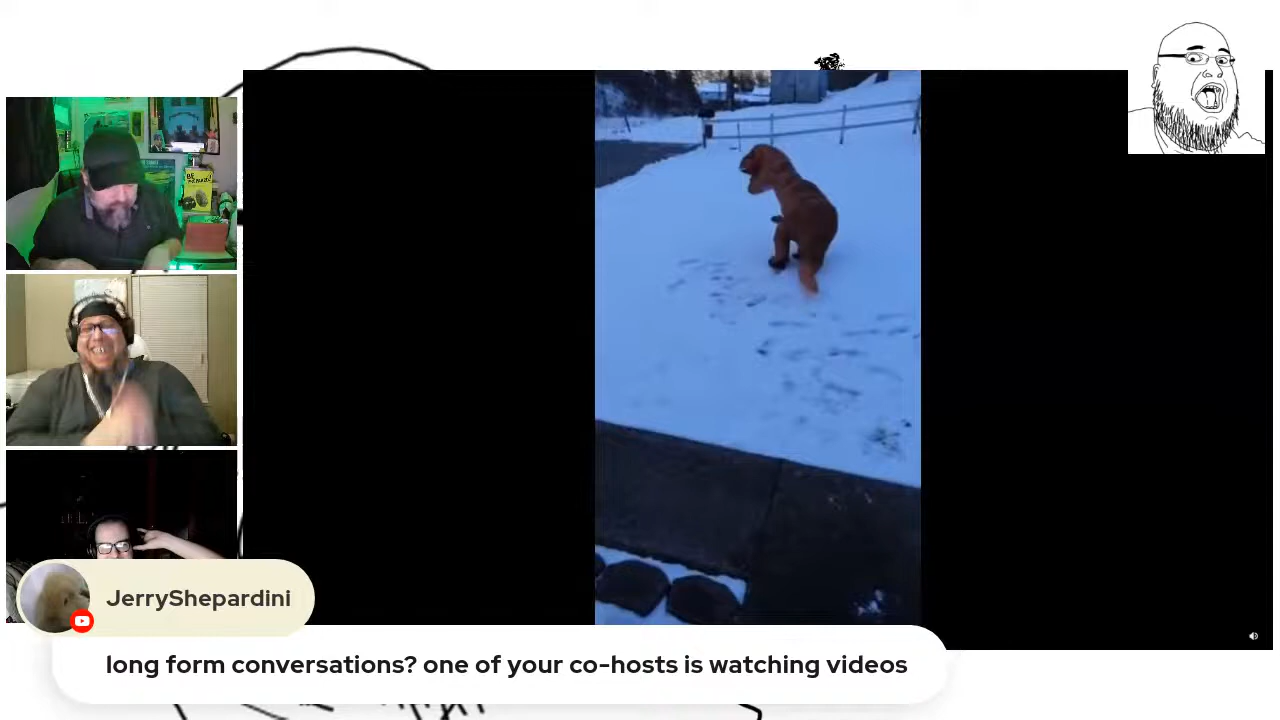 JerryShepardini
long form conversations? one of your co-hosts is watching videos